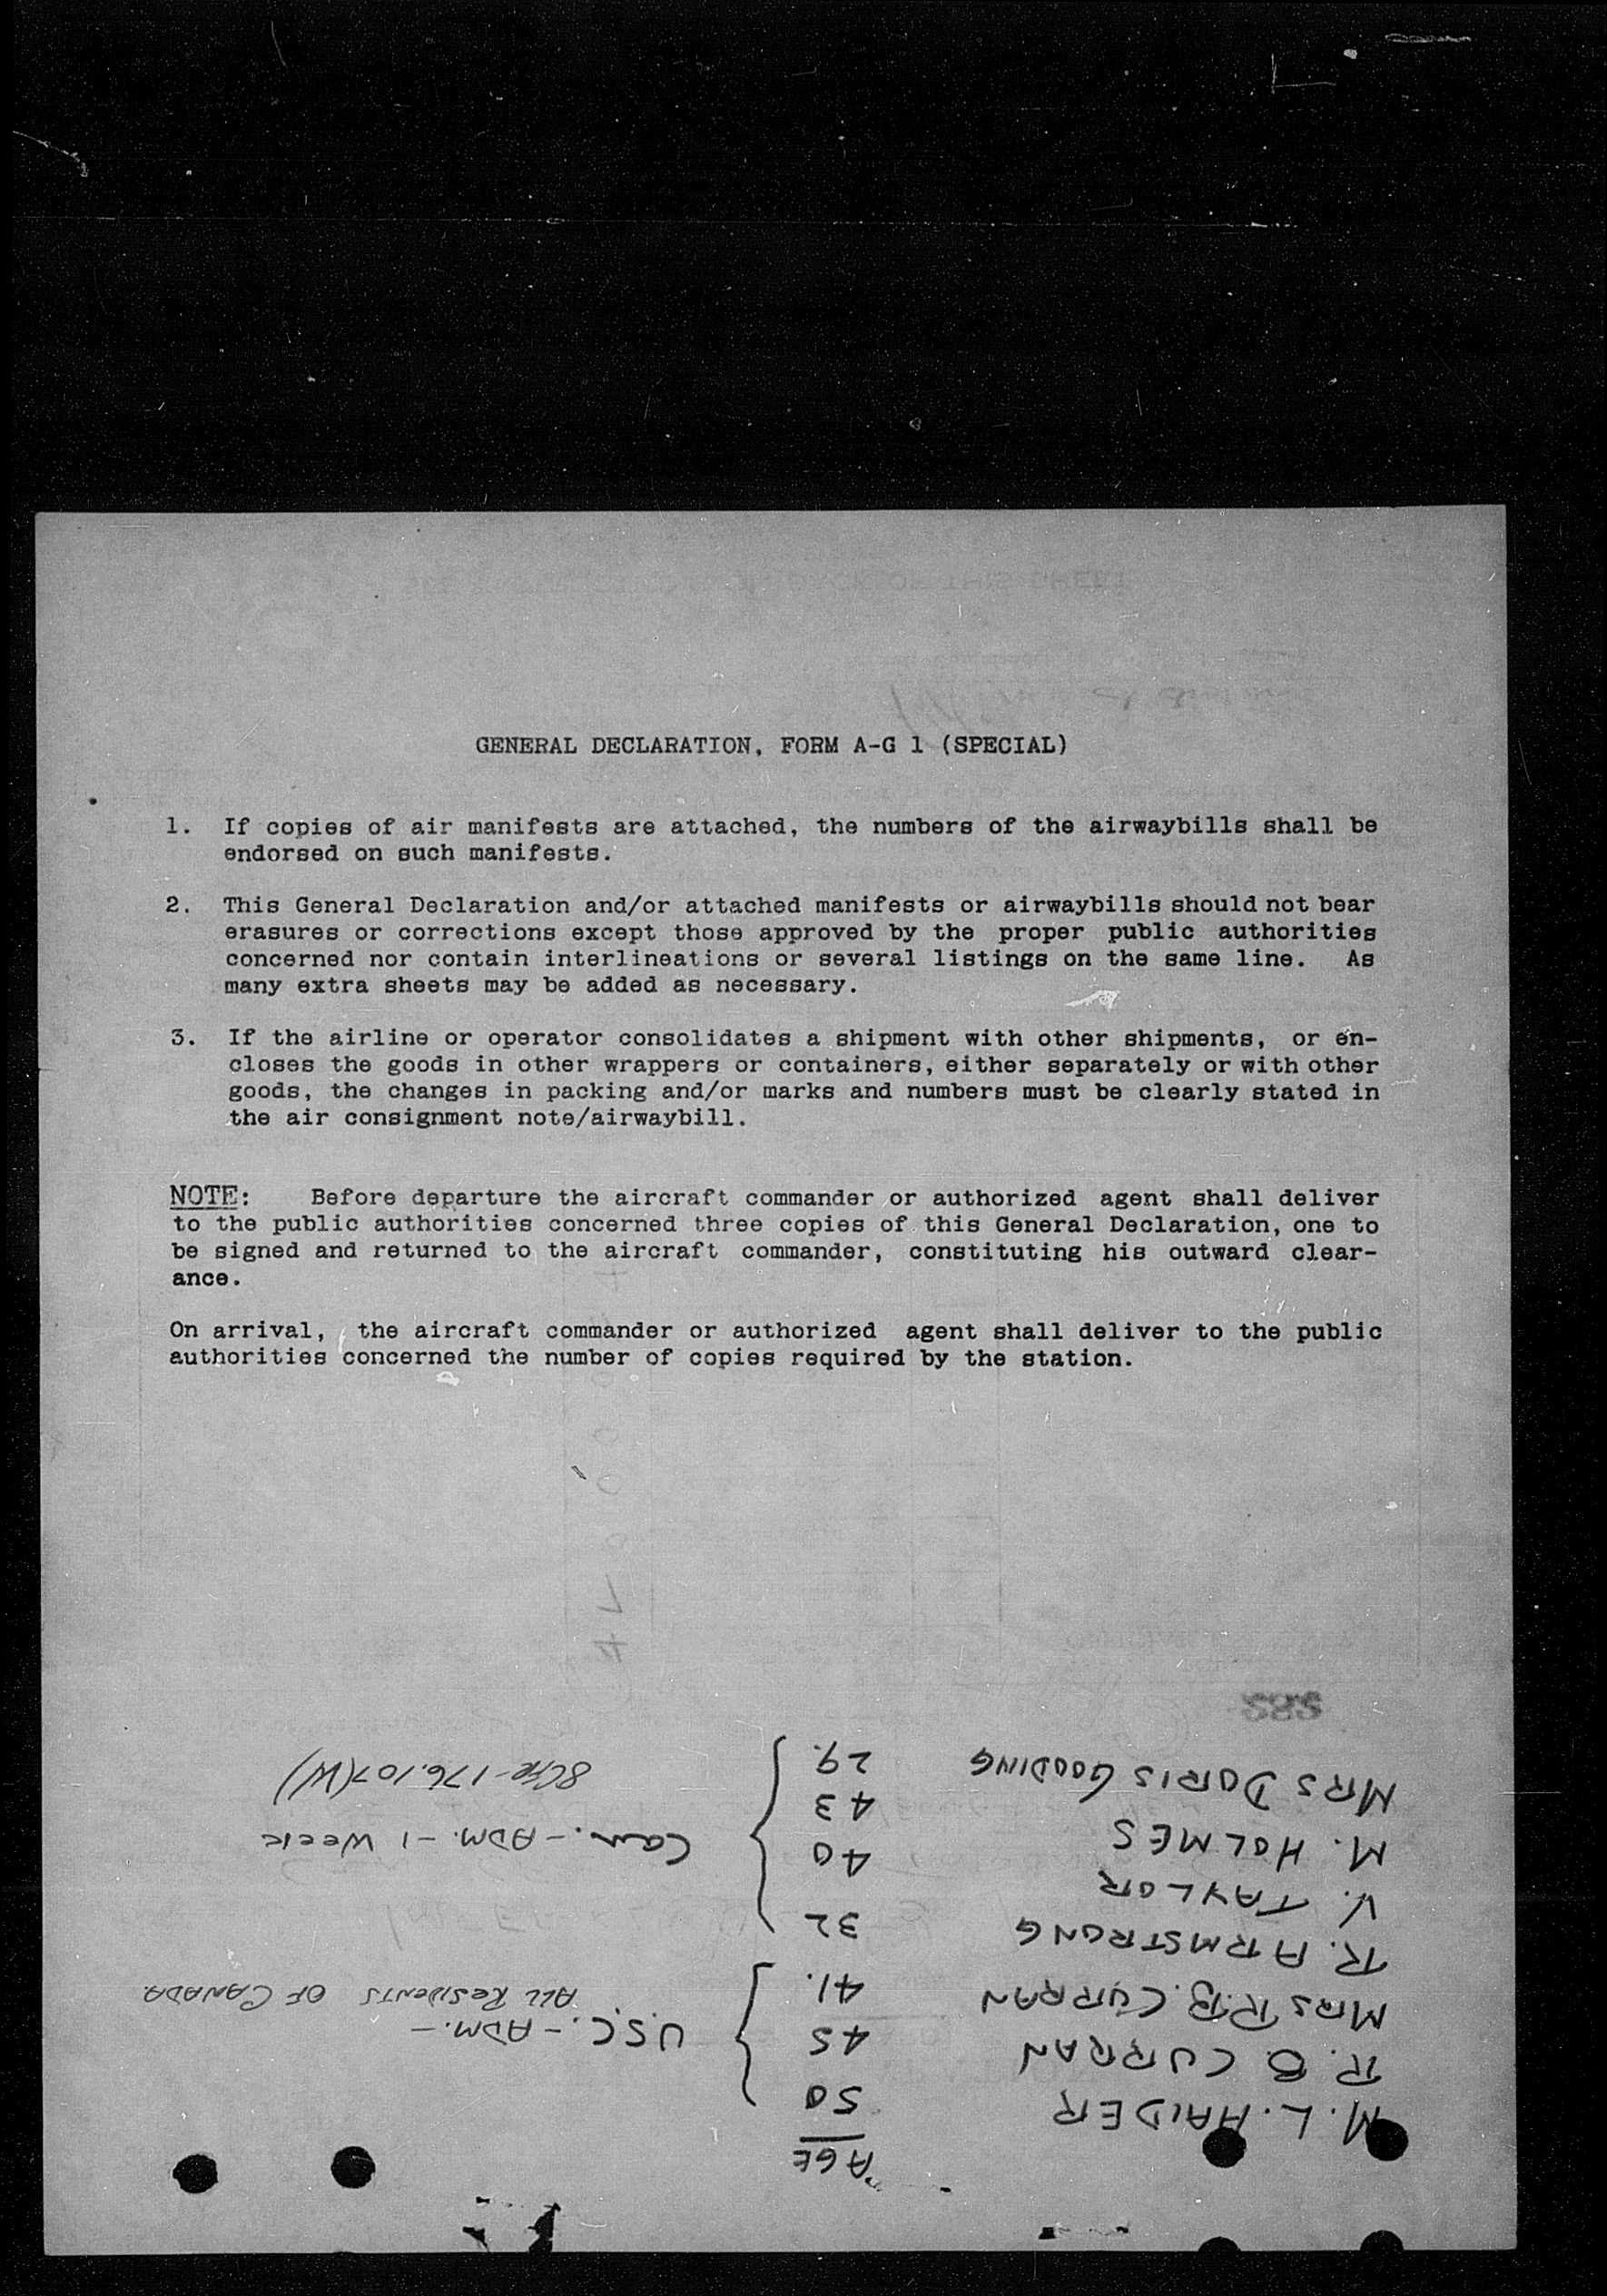 GENERAL DECLARATION, FORM A-G 1 (SPECIAL)
1. If copies of air manifests are attached, the numbers of the airwaybills shall be
endorsed on such manifests.
2. This General Declaration and/or attached manifests or airwaybills should not bear
erasures or corrections except those approved by the proper public authorities
concerned nor contain interlineations or several listings on the same line. As
many extra sheets may be added as necessary.
3. If the airline or operator consolidates a shipment with other shipments, or en-
closes the goods in other wrappers or containers, either separately or with other
goods, the changes in packing and/or marks and numbers must be clearly stated in
the air consignment note/airwaybill.
NOTE: Before departure the aircraft commander or authorized agent shall deliver
to the public authorities concerned three copies of this General Declaration, one to
be signed and returned to the aircraft commander, constituting his outward clear-
ance.
On arrival, the aircraft commander or authorized agent shall deliver to the public
authorities concerned the number of copies required by the station.
AGE
M. L. HAIDER 50
R. B CURRAN 45 U.S.C. - ADM. -
MRS R.B. CURRAN 41. ALL RESIDENTS OF CANADA
R. ARMSTRONG 32
V. TAYLOR 40 Can. - ADM. - 1 Week
M. HOLMES 43
MRS DORIS GOODING 29. 8CFR-176.107(W)